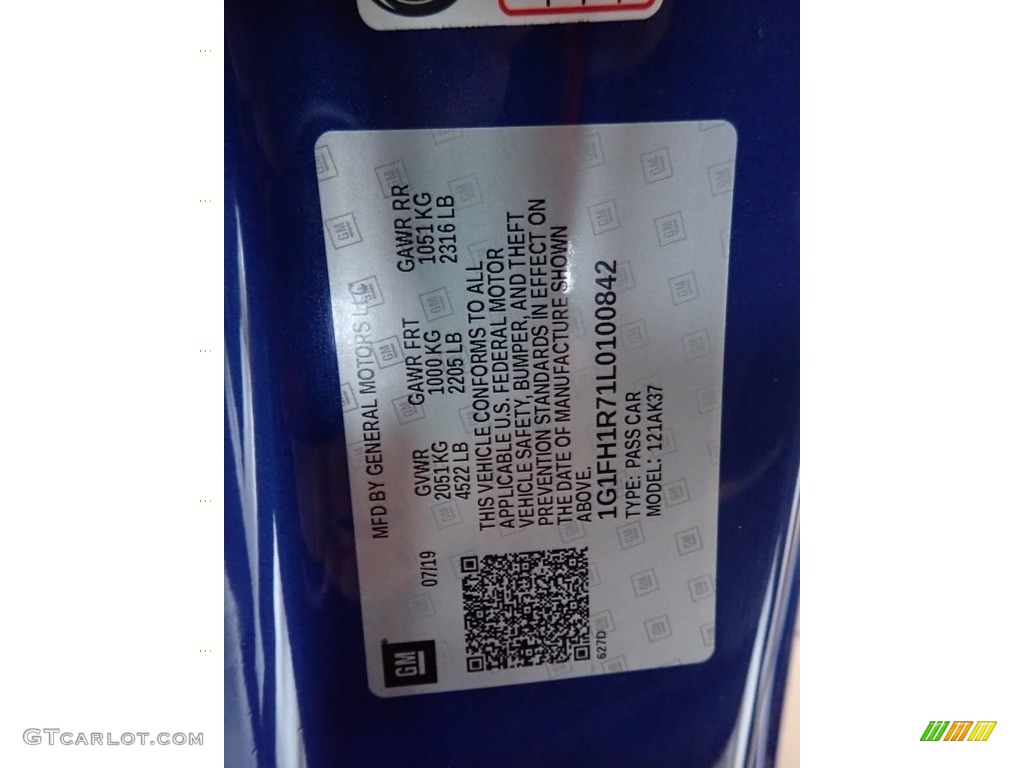 GM
MFD BY GENERAL MOTORS LLC
07/19
GVWR GAWR FRT GAWR RR
2051 KG 1000 KG 1051 KG
4522 LB 2205 LB 2316 LB
THIS VEHICLE CONFORMS TO ALL
APPLICABLE U.S. FEDERAL MOTOR
VEHICLE SAFETY, BUMPER, AND THEFT
PREVENTION STANDARDS IN EFFECT ON
THE DATE OF MANUFACTURE SHOWN
ABOVE.
1G1FH1R71L0100842
627D
TYPE: PASS CAR
MODEL: 121AK37
GTCARLOT.COM